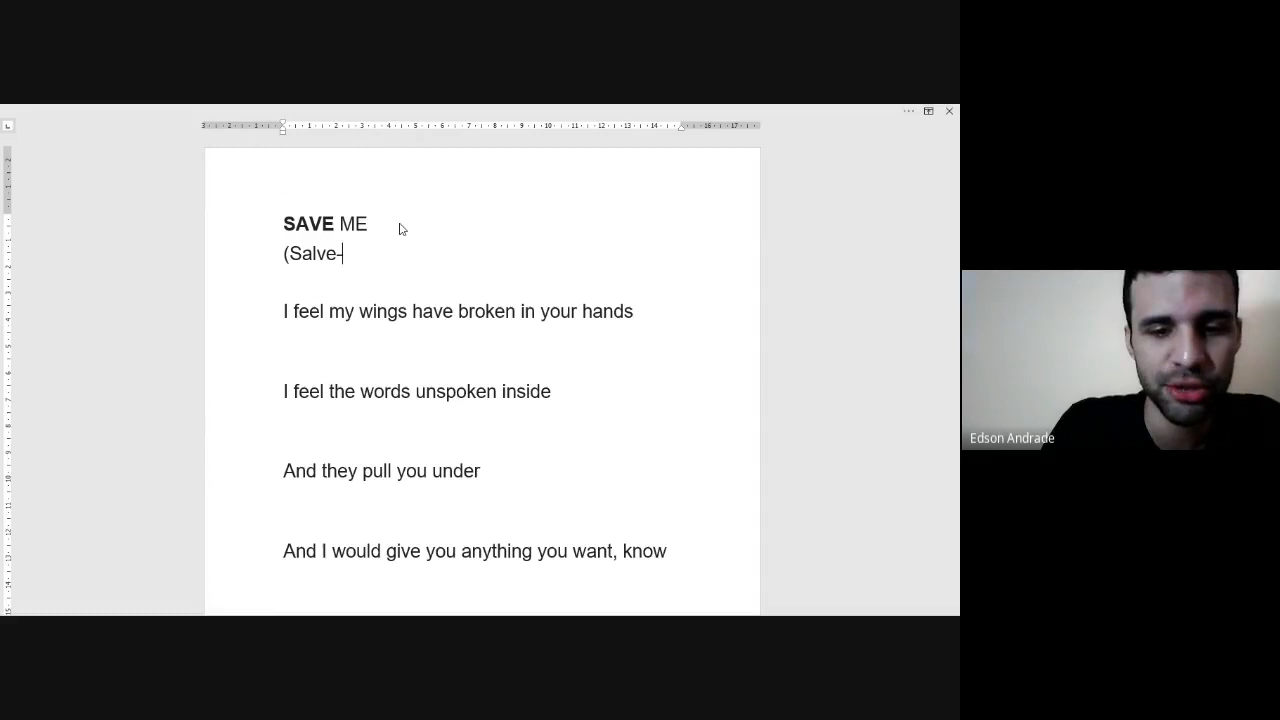 SAVE ME
(Salve-
I feel my wings have broken in your hands
I feel the words unspoken inside
And they pull you under
And I would give you anything you want, know
Edson Andrade